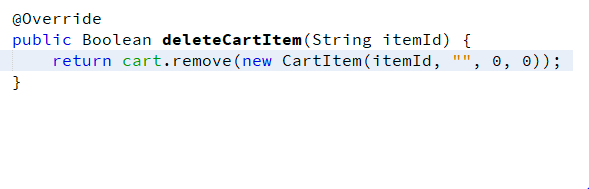 @Override
public Boolean deleteCartItem(String itemId) {
    return cart.remove(new CartItem(itemId, "", 0, 0));
}